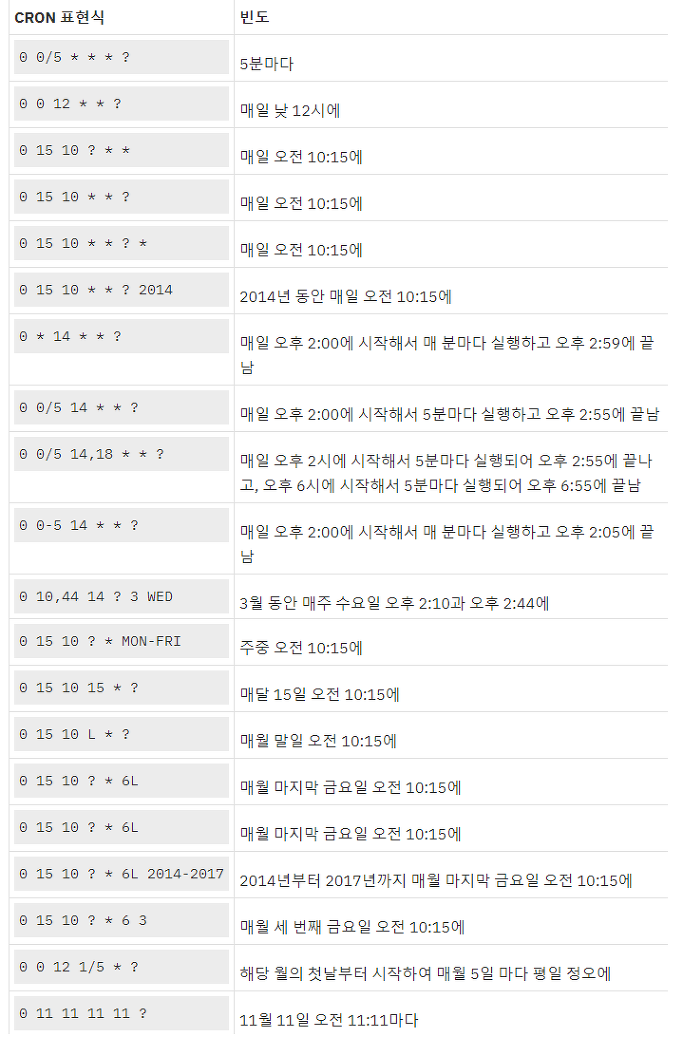 CRON 표현식 빈도
0 0/5 * * * ? 5분마다
0 0 12 * * ? 매일 낮 12시에
0 15 10 ? * * 매일 오전 10:15에
0 15 10 * * ? 매일 오전 10:15에
0 15 10 * * ? * 매일 오전 10:15에
0 15 10 * * ? 2014 2014년 동안 매일 오전 10:15에
0 * 14 * * ? 매일 오후 2:00에 시작해서 매 분마다 실행하고 오후 2:59에 끝
남
0 0/5 14 * * ? 매일 오후 2:00에 시작해서 5분마다 실행하고 오후 2:55에 끝남
0 0/5 14,18 * * ? 매일 오후 2시에 시작해서 5분마다 실행되어 오후 2:55에 끝나
고, 오후 6시에 시작해서 5분마다 실행되어 오후 6:55에 끝남
0 0-5 14 * * ? 매일 오후 2:00에 시작해서 매 분마다 실행하고 오후 2:05에 끝
남
0 10,44 14 ? 3 WED 3월 동안 매주 수요일 오후 2:10과 오후 2:44에
0 15 10 ? * MON-FRI 주중 오전 10:15에
0 15 10 15 * ? 매달 15일 오전 10:15에
0 15 10 L * ? 매월 말일 오전 10:15에
0 15 10 ? * 6L 매월 마지막 금요일 오전 10:15에
0 15 10 ? * 6L 매월 마지막 금요일 오전 10:15에
0 15 10 ? * 6L 2014-2017 2014년부터 2017년까지 매월 마지막 금요일 오전 10:15에
0 15 10 ? * 6 3 매월 세 번째 금요일 오전 10:15에
0 0 12 1/5 * ? 해당 월의 첫날부터 시작하여 매월 5일 마다 평일 정오에
0 11 11 11 11 ? 11월 11일 오전 11:11마다